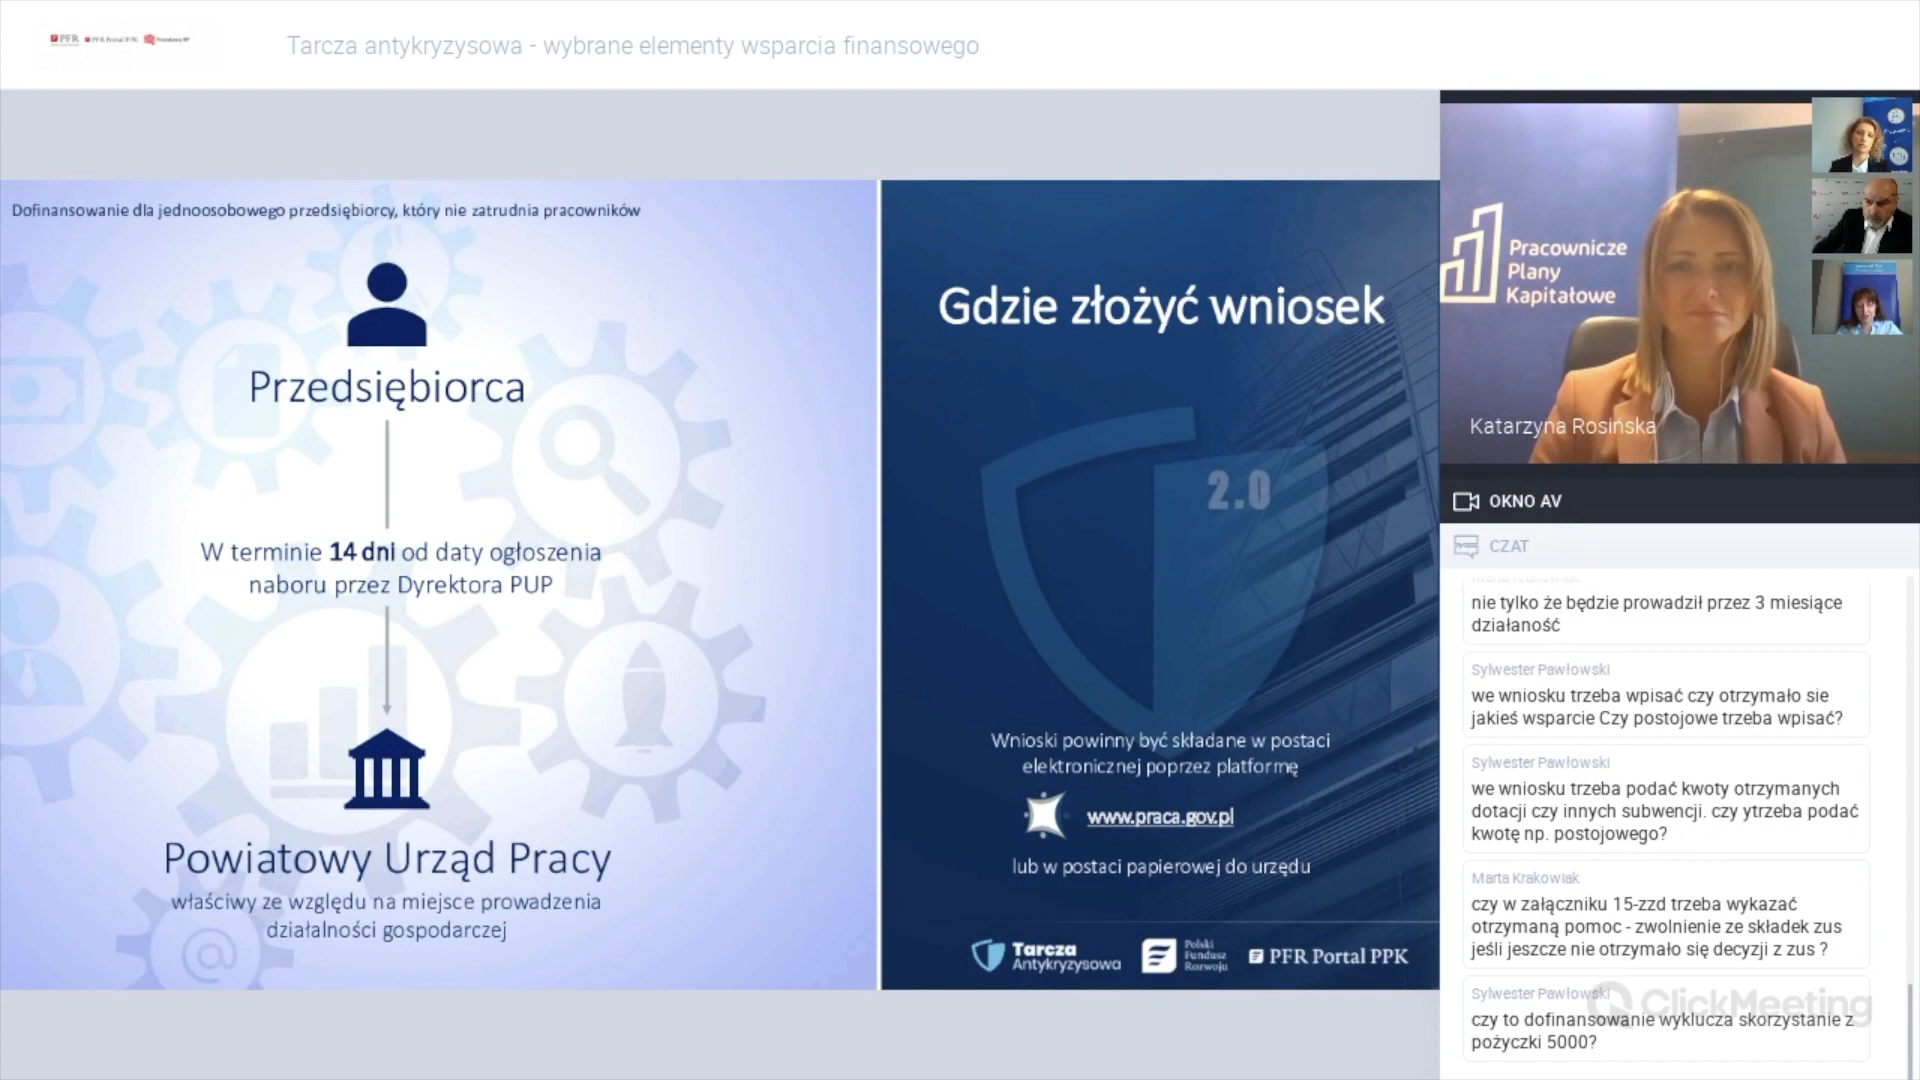 PFR PFR Portal PPK
Tarcza antykryzysowa - wybrane elementy wsparcia finansowego
Dofinansowanie dla jednoosobowego przedsiębiorcy, który nie zatrudnia pracowników
Przedsiębiorca
W terminie 14 dni od daty ogłoszenia
naboru przez Dyrektora PUP
Powiatowy Urząd Pracy
właściwy ze względu na miejsce prowadzenia
działalności gospodarczej
Gdzie złożyć wniosek
2.0
Wnioski powinny być składane w postaci
elektronicznej poprzez platformę
www.praca.gov.pl
lub w postaci papierowej do urzędu
Tarcza
Antykryzysowa
Polski
Fundusz
Rozwoju
PFR Portal PPK
Pracownicze
Plany
Kapitałowe
Katarzyna Rosińska
OKNO AV
CZAT
nie tylko że będzie prowadził przez 3 miesiące
działaność
Sylwester Pawłowski
we wniosku trzeba wpisać czy otrzymało sie
jakieś wsparcie Czy postojowe trzeba wpisać?
Sylwester Pawłowski
we wniosku trzeba podać kwoty otrzymanych
dotacji czy innych subwencji. czy ytrzeba podać
kwotę np. postojowego?
Marta Krakowiak
czy w załączniku 15-zzd trzeba wykazać
otrzymaną pomoc - zwolnienie ze składek zus
jeśli jeszcze nie otrzymało się decyzji z zus ?
Sylwester Pawłowski
czy to dofinansowanie wyklucza skorzystanie z
pożyczki 5000?
ClickMeeting